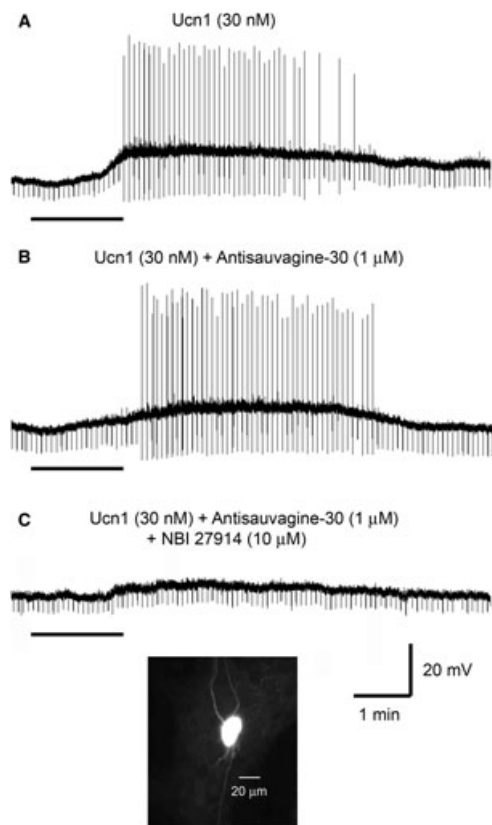 A
Ucn1 (30 nM)
B
Ucn1 (30 nM) + Antisauvagine-30 (1 μM)
C
Ucn1 (30 nM) + Antisauvagine-30 (1 μM)
+ NBI 27914 (10 μM)
20 mV
1 min
20 μm